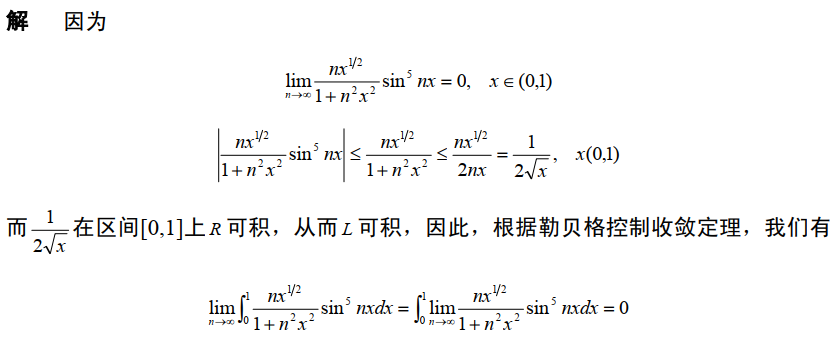 解 因为
$$\lim_{n\to\infty}\frac{nx^{1/2}}{1+n^2x^2}\sin^5 nx=0, \quad x\in(0,1)$$
$$\left|\frac{nx^{1/2}}{1+n^2x^2}\sin^5 nx\right|\le\frac{nx^{1/2}}{1+n^2x^2}\le\frac{nx^{1/2}}{2nx}=\frac{1}{2\sqrt{x}}, \quad x(0,1)$$
而 $\frac{1}{2\sqrt{x}}$ 在区间[0,1]上 R 可积，从而 L 可积，因此，根据勒贝格控制收敛定理，我们有
$$\lim_{n\to\infty}\int_0^1\frac{nx^{1/2}}{1+n^2x^2}\sin^5 nxdx=\int_0^1\lim_{n\to\infty}\frac{nx^{1/2}}{1+n^2x^2}\sin^5 nxdx=0$$